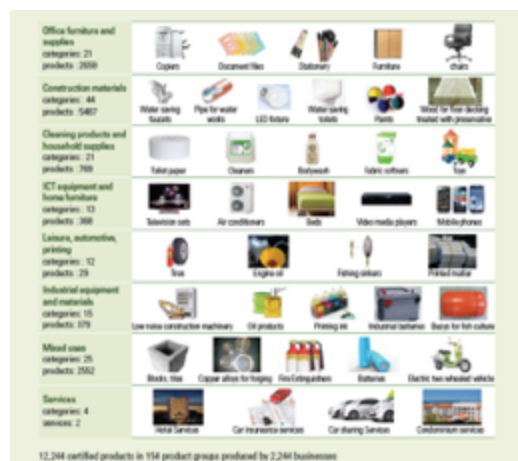 Office furniture and
supplies
categories: 21
products: 2659
Copiers
Document files
Stationery
Furniture
chairs
Construction materials
categories: 44
products: 5487
Water saving
faucets
Pipe for water
works
LED fixture
Water saving
toilets
Paints
Wood for floor decking
treated with preservative
Cleaning products and
household supplies
categories: 21
products: 769
Toilet paper
Cleaners
Bodywash
Fabric softners
Toys
ICT equipment and
home furniture
categories: 13
products: 368
Television sets
Air conditioners
Beds
Video media players
Mobile phones
Leisure, automotive,
printing
categories: 12
products: 29
Tires
Engine oil
Fishing sinkers
Printed matter
Industrial equipment
and materials
categories: 15
products: 379
Low noise construction machinery
Oil products
Printing ink
Industrial batteries
Buoys for fish culture
Mixed uses
categories: 25
products: 2552
Blocks, tiles
Copper alloys for forging
Fire Extinguishers
Batteries
Electric two wheeled vehicle
Services
categories: 4
services: 2
Hotel Services
Car insurance services
Car sharing Services
Condominium services
12,244 certified products in 154 product groups produced by 2,244 businesses